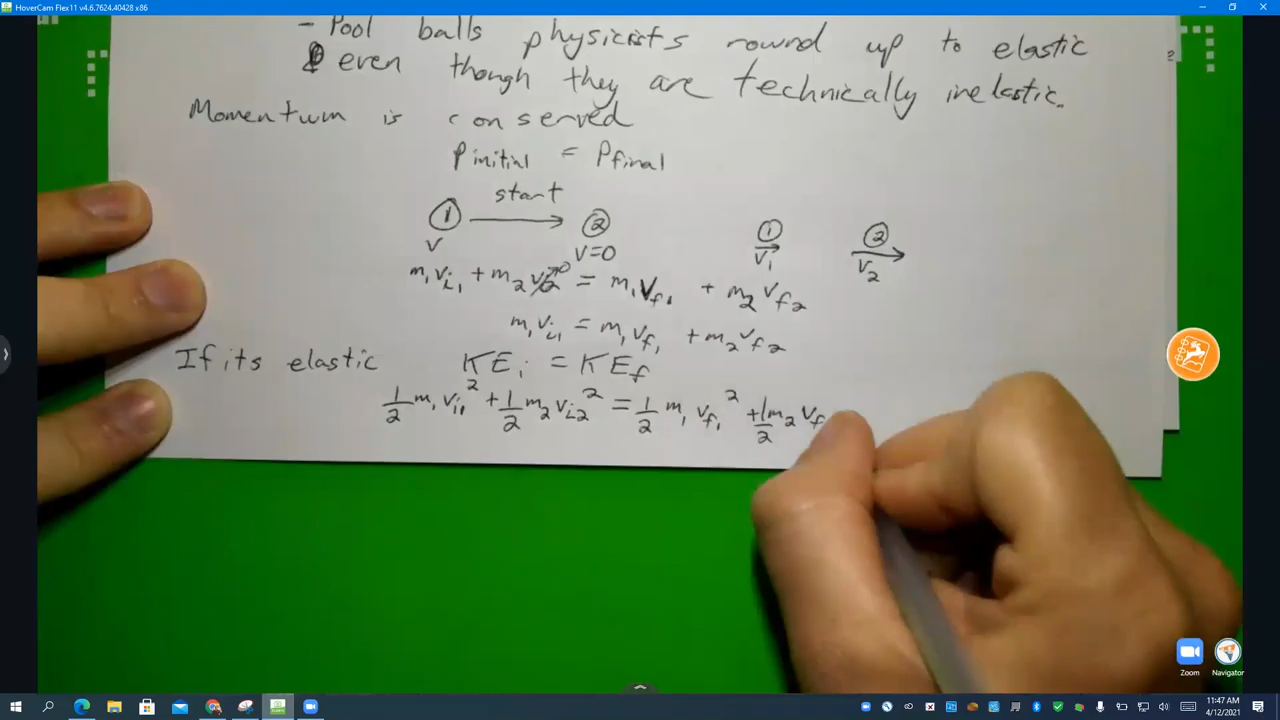 HoverCam Flex11 v4.6.7624.40428 x86
- Pool balls physicists round up to elastic
even though they are technically inelastic.
Momentum is conserved
Pinitial = Pfinal
start
1 2 1 2
v v=0 v₁ v₂
m₁vi₁ + m₂vi2⁰ = m₁vf₁ + m₂vf2
m₁vi₁ = m₁vf₁ + m₂vf2
If its elastic KEi = KEf
1/2 m₁vi₁² + 1/2 m₂vi2² = 1/2 m₁vf₁² + 1/2 m₂vf
Zoom Navigator
11:47 AM
4/12/2021